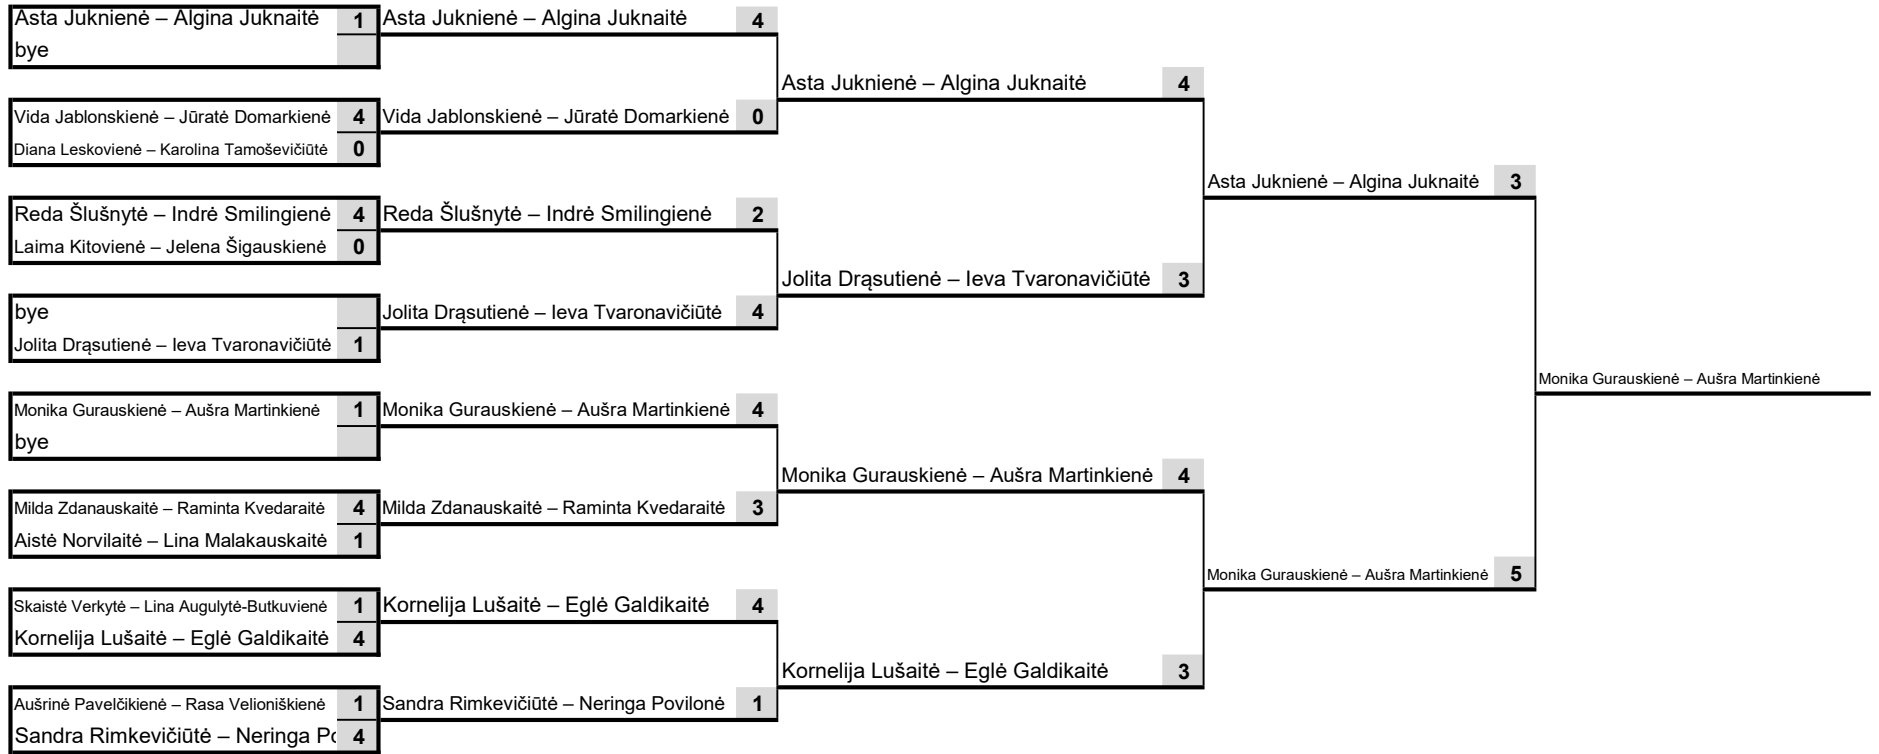 Asta Juknienė – Algina Juknaitė 1
bye
Vida Jablonskienė – Jūratė Domarkienė 4
Diana Leskovienė – Karolina Tamoševičiūtė 0
Reda Šlušnytė – Indrė Smilingienė 4
Laima Kitovienė – Jelena Šigauskienė 0
bye
Jolita Drąsutienė – Ieva Tvaronavičiūtė 1
Monika Gurauskienė – Aušra Martinkienė 1
bye
Milda Zdanauskaitė – Raminta Kvedaraitė 4
Aistė Norvilaitė – Lina Malakauskaitė 1
Skaistė Verkytė – Lina Augulytė-Butkuvienė 1
Kornelija Lušaitė – Eglė Galdikaitė 4
Aušrinė Pavelčikienė – Rasa Velioniškienė 1
Sandra Rimkevičiūtė – Neringa Po 4
Asta Juknienė – Algina Juknaitė 4
Vida Jablonskienė – Jūratė Domarkienė 0
Reda Šlušnytė – Indrė Smilingienė 2
Jolita Drąsutienė – Ieva Tvaronavičiūtė 4
Monika Gurauskienė – Aušra Martinkienė 4
Milda Zdanauskaitė – Raminta Kvedaraitė 3
Kornelija Lušaitė – Eglė Galdikaitė 4
Sandra Rimkevičiūtė – Neringa Povilonė 1
Asta Juknienė – Algina Juknaitė 4
Jolita Drąsutienė – Ieva Tvaronavičiūtė 3
Monika Gurauskienė – Aušra Martinkienė 4
Kornelija Lušaitė – Eglė Galdikaitė 3
Asta Juknienė – Algina Juknaitė 3
Monika Gurauskienė – Aušra Martinkienė 5
Monika Gurauskienė – Aušra Martinkienė